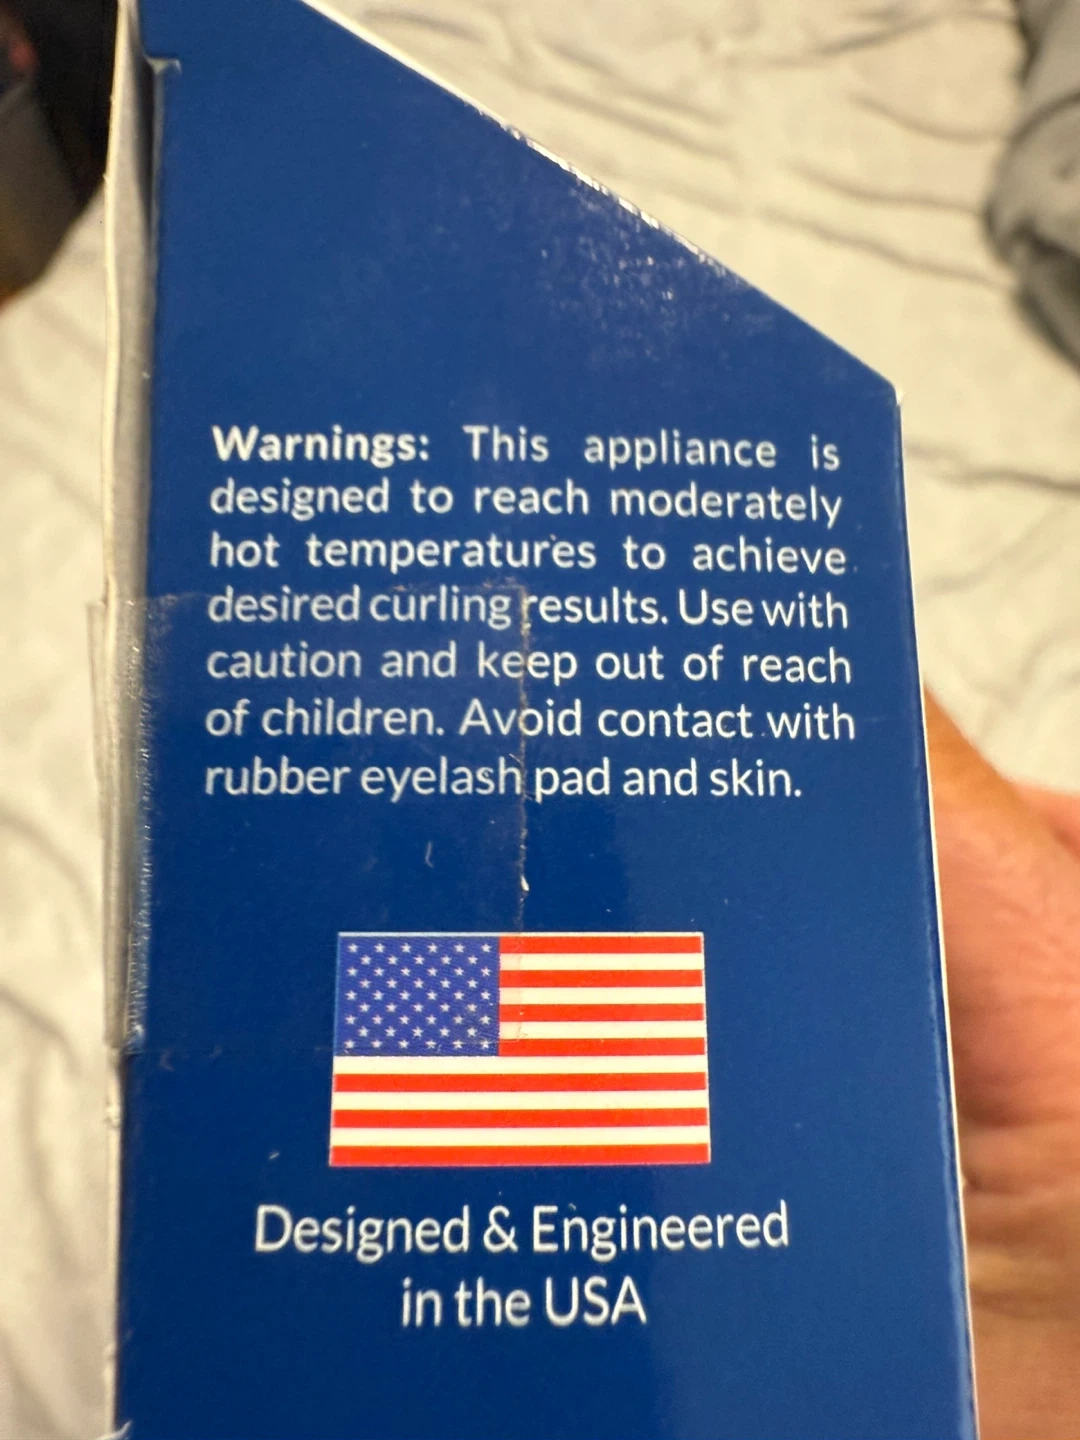 Warnings: This appliance is
designed to reach moderately
hot temperatures to achieve
desired curling results. Use with
caution and keep out of reach
of children. Avoid contact with
rubber eyelash pad and skin.
Designed & Engineered
in the USA